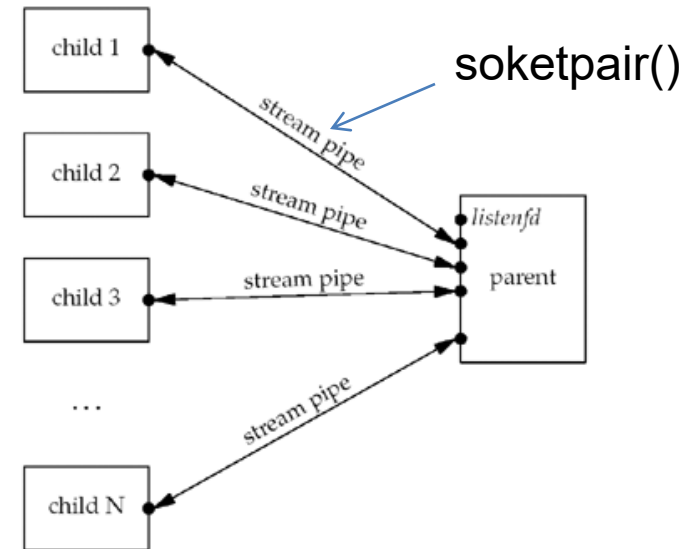 child 1
soketpair()
stream pipe
child 2
stream pipe
listenfd
parent
child 3
stream pipe
...
stream pipe
child N